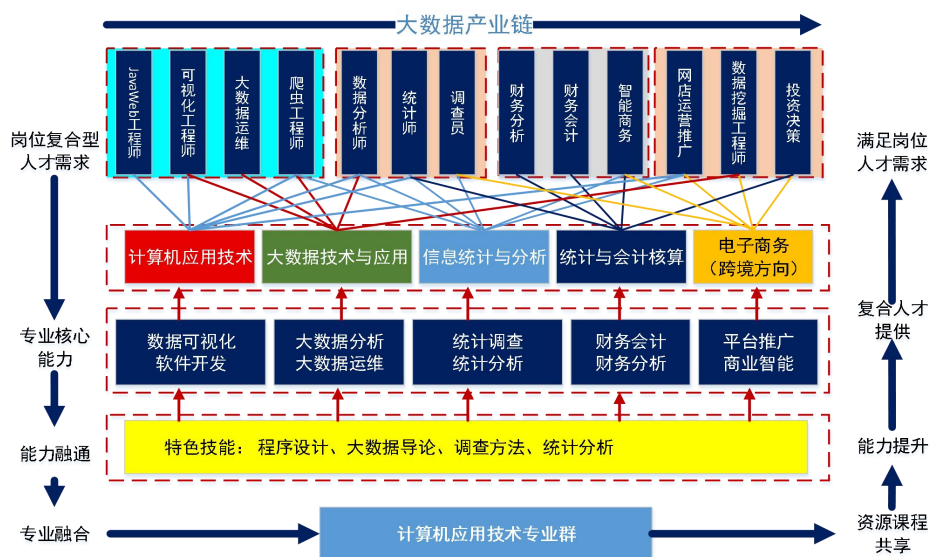 大数据产业链
JavaWeb工程师
可视化工程师
大数据运维
爬虫工程师
数据分析师
统计师
调查员
财务分析
财务会计
智能商务
网店运营推广
数据挖掘工程师
投资决策
岗位复合型
人才需求
满足岗位
人才需求
计算机应用技术
大数据技术与应用
信息统计与分析
统计与会计核算
电子商务
（跨境方向）
专业核心
能力
数据可视化
软件开发
大数据分析
大数据运维
统计调查
统计分析
财务会计
财务分析
平台推广
商业智能
复合人才
提供
能力融通
特色技能： 程序设计、大数据导论、调查方法、统计分析
能力提升
专业融合
计算机应用技术专业群
资源课程
共享